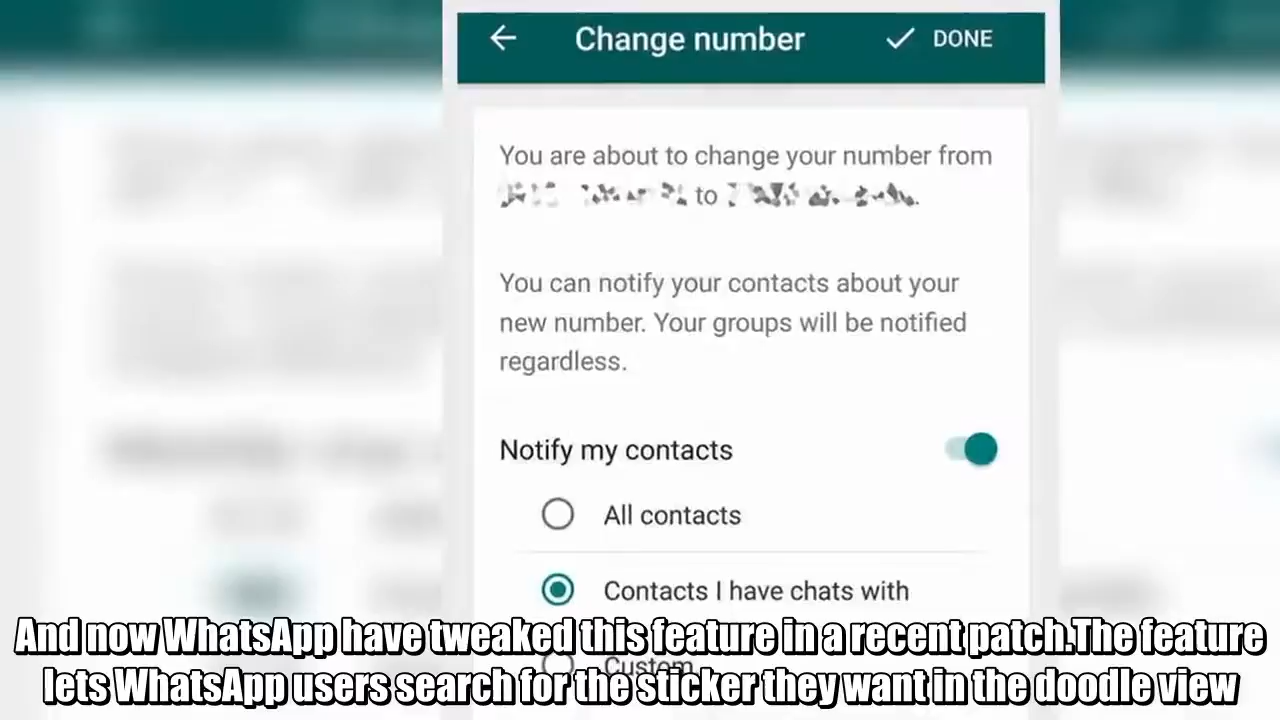 Change number
DONE
You are about to change your number from
to
You can notify your contacts about your
new number. Your groups will be notified
regardless.
Notify my contacts
All contacts
Contacts I have chats with
Custom
And now WhatsApp have tweaked this feature in a recent patch.The feature
lets WhatsApp users search for the sticker they want in the doodle view